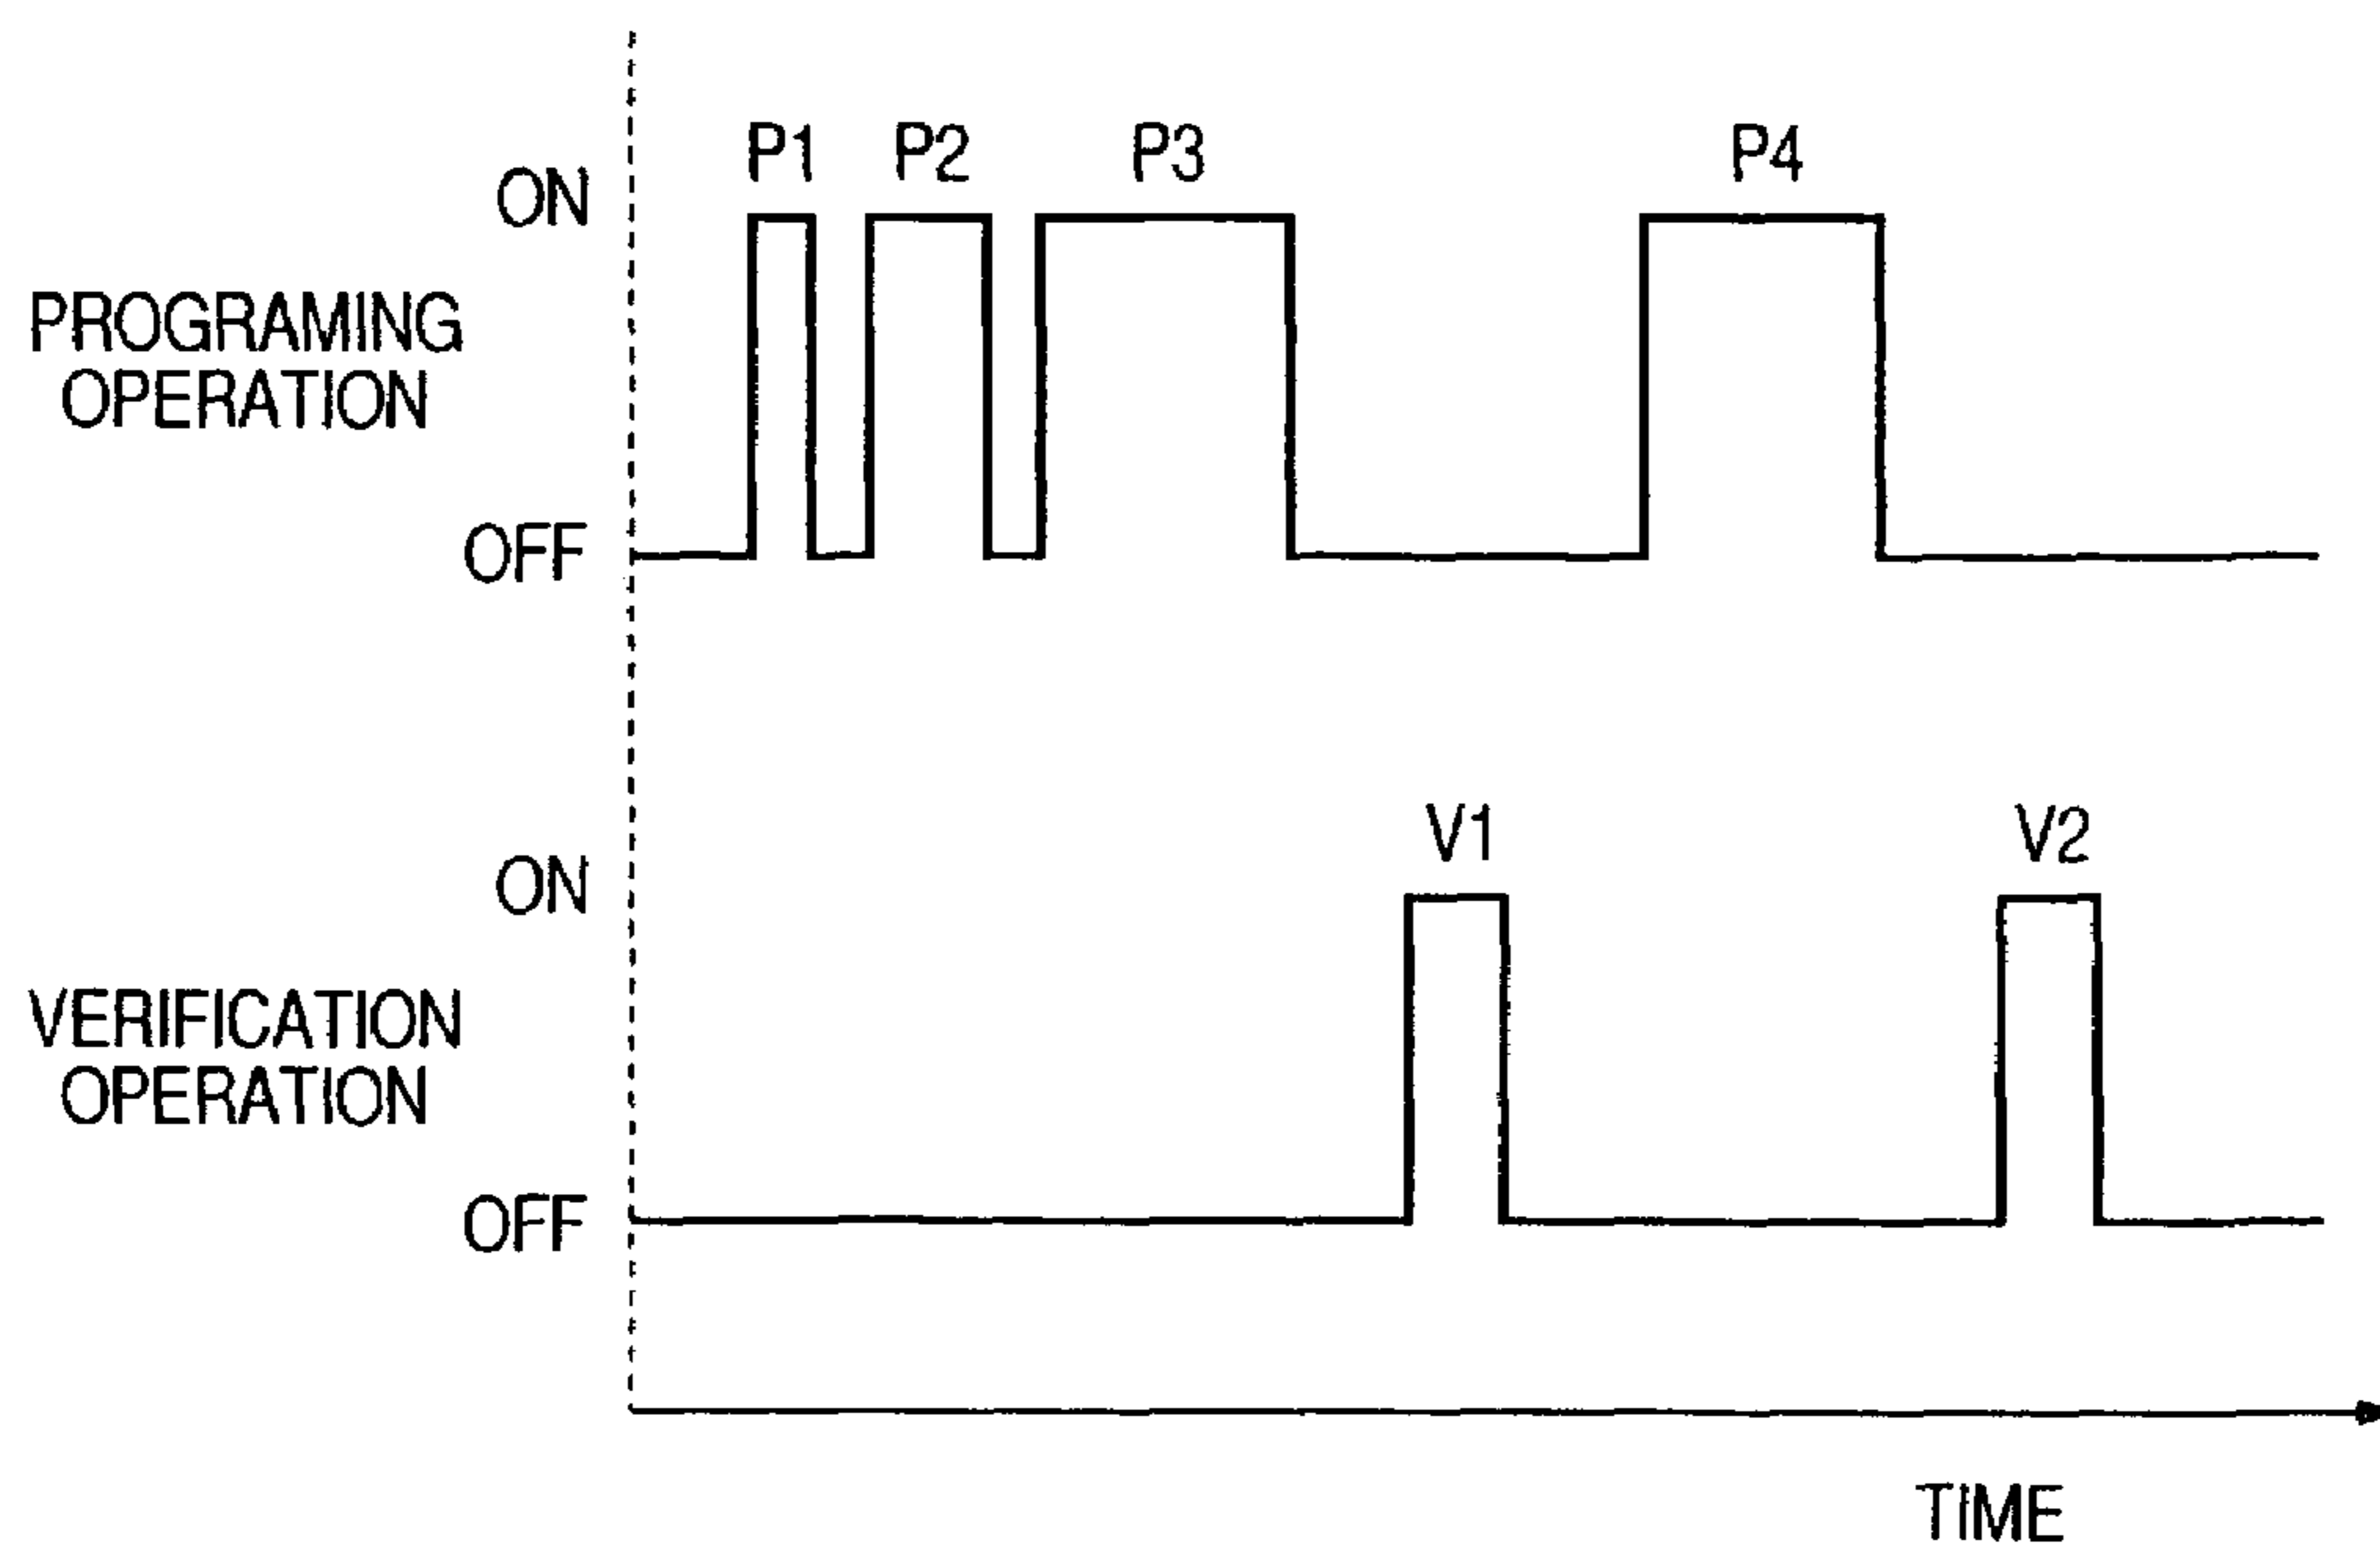 P1 P2 P3 P4
ON
PROGRAMING
OPERATION
OFF
V1 V2
ON
VERIFICATION
OPERATION
OFF
TIME